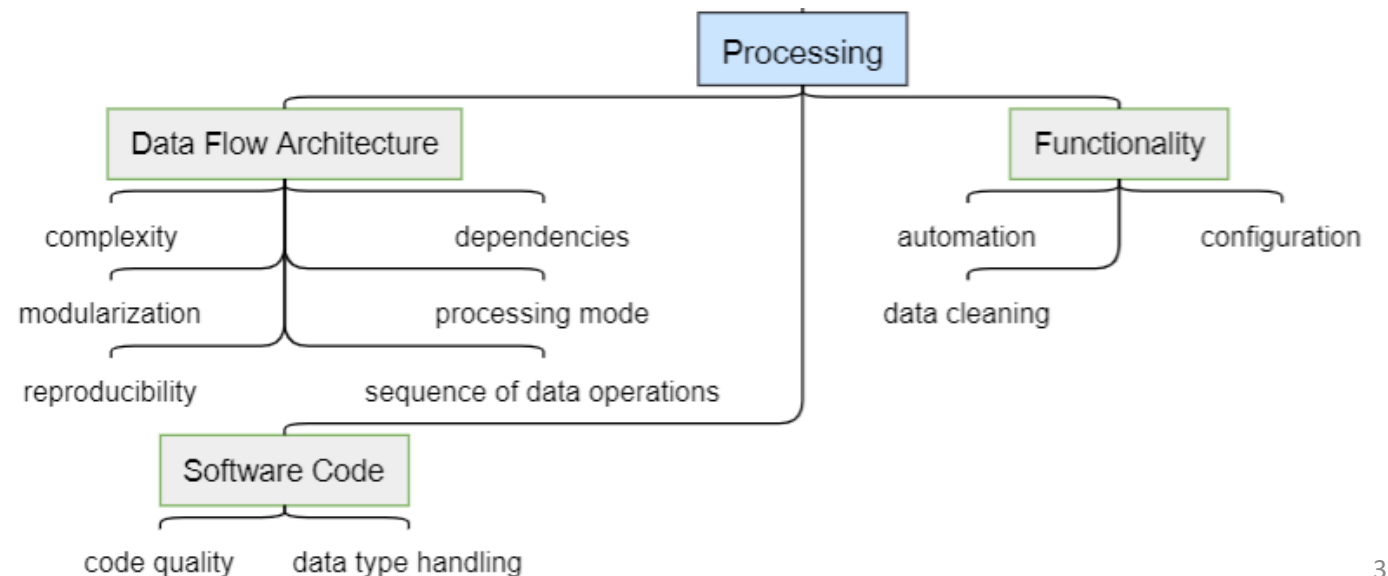 Processing
Data Flow Architecture
Functionality
complexity
dependencies
automation
configuration
modularization
processing mode
data cleaning
reproducibility
sequence of data operations
Software Code
code quality
data type handling
3